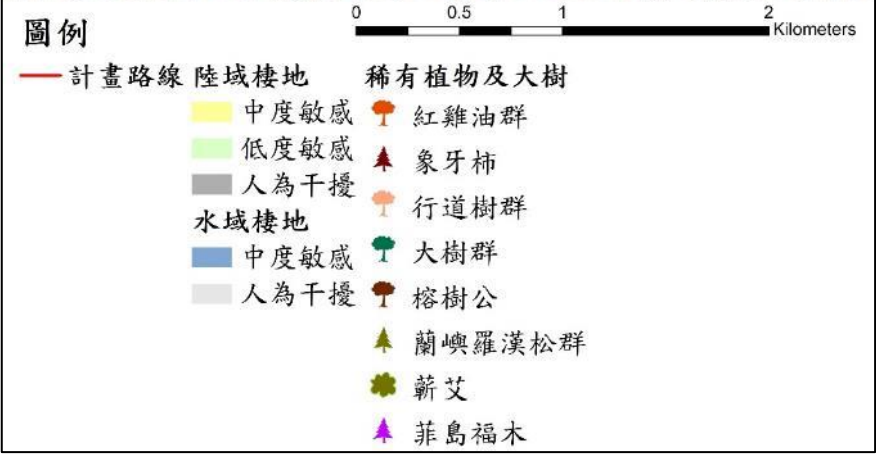 0 0.5 1 2
Kilometers
圖例
計畫路線
陸域棲地
中度敏感
低度敏感
人為干擾
水域棲地
中度敏感
人為干擾
稀有植物及大樹
紅雞油群
象牙柿
行道樹群
大樹群
榕樹公
蘭嶼羅漢松群
蘄艾
菲島福木